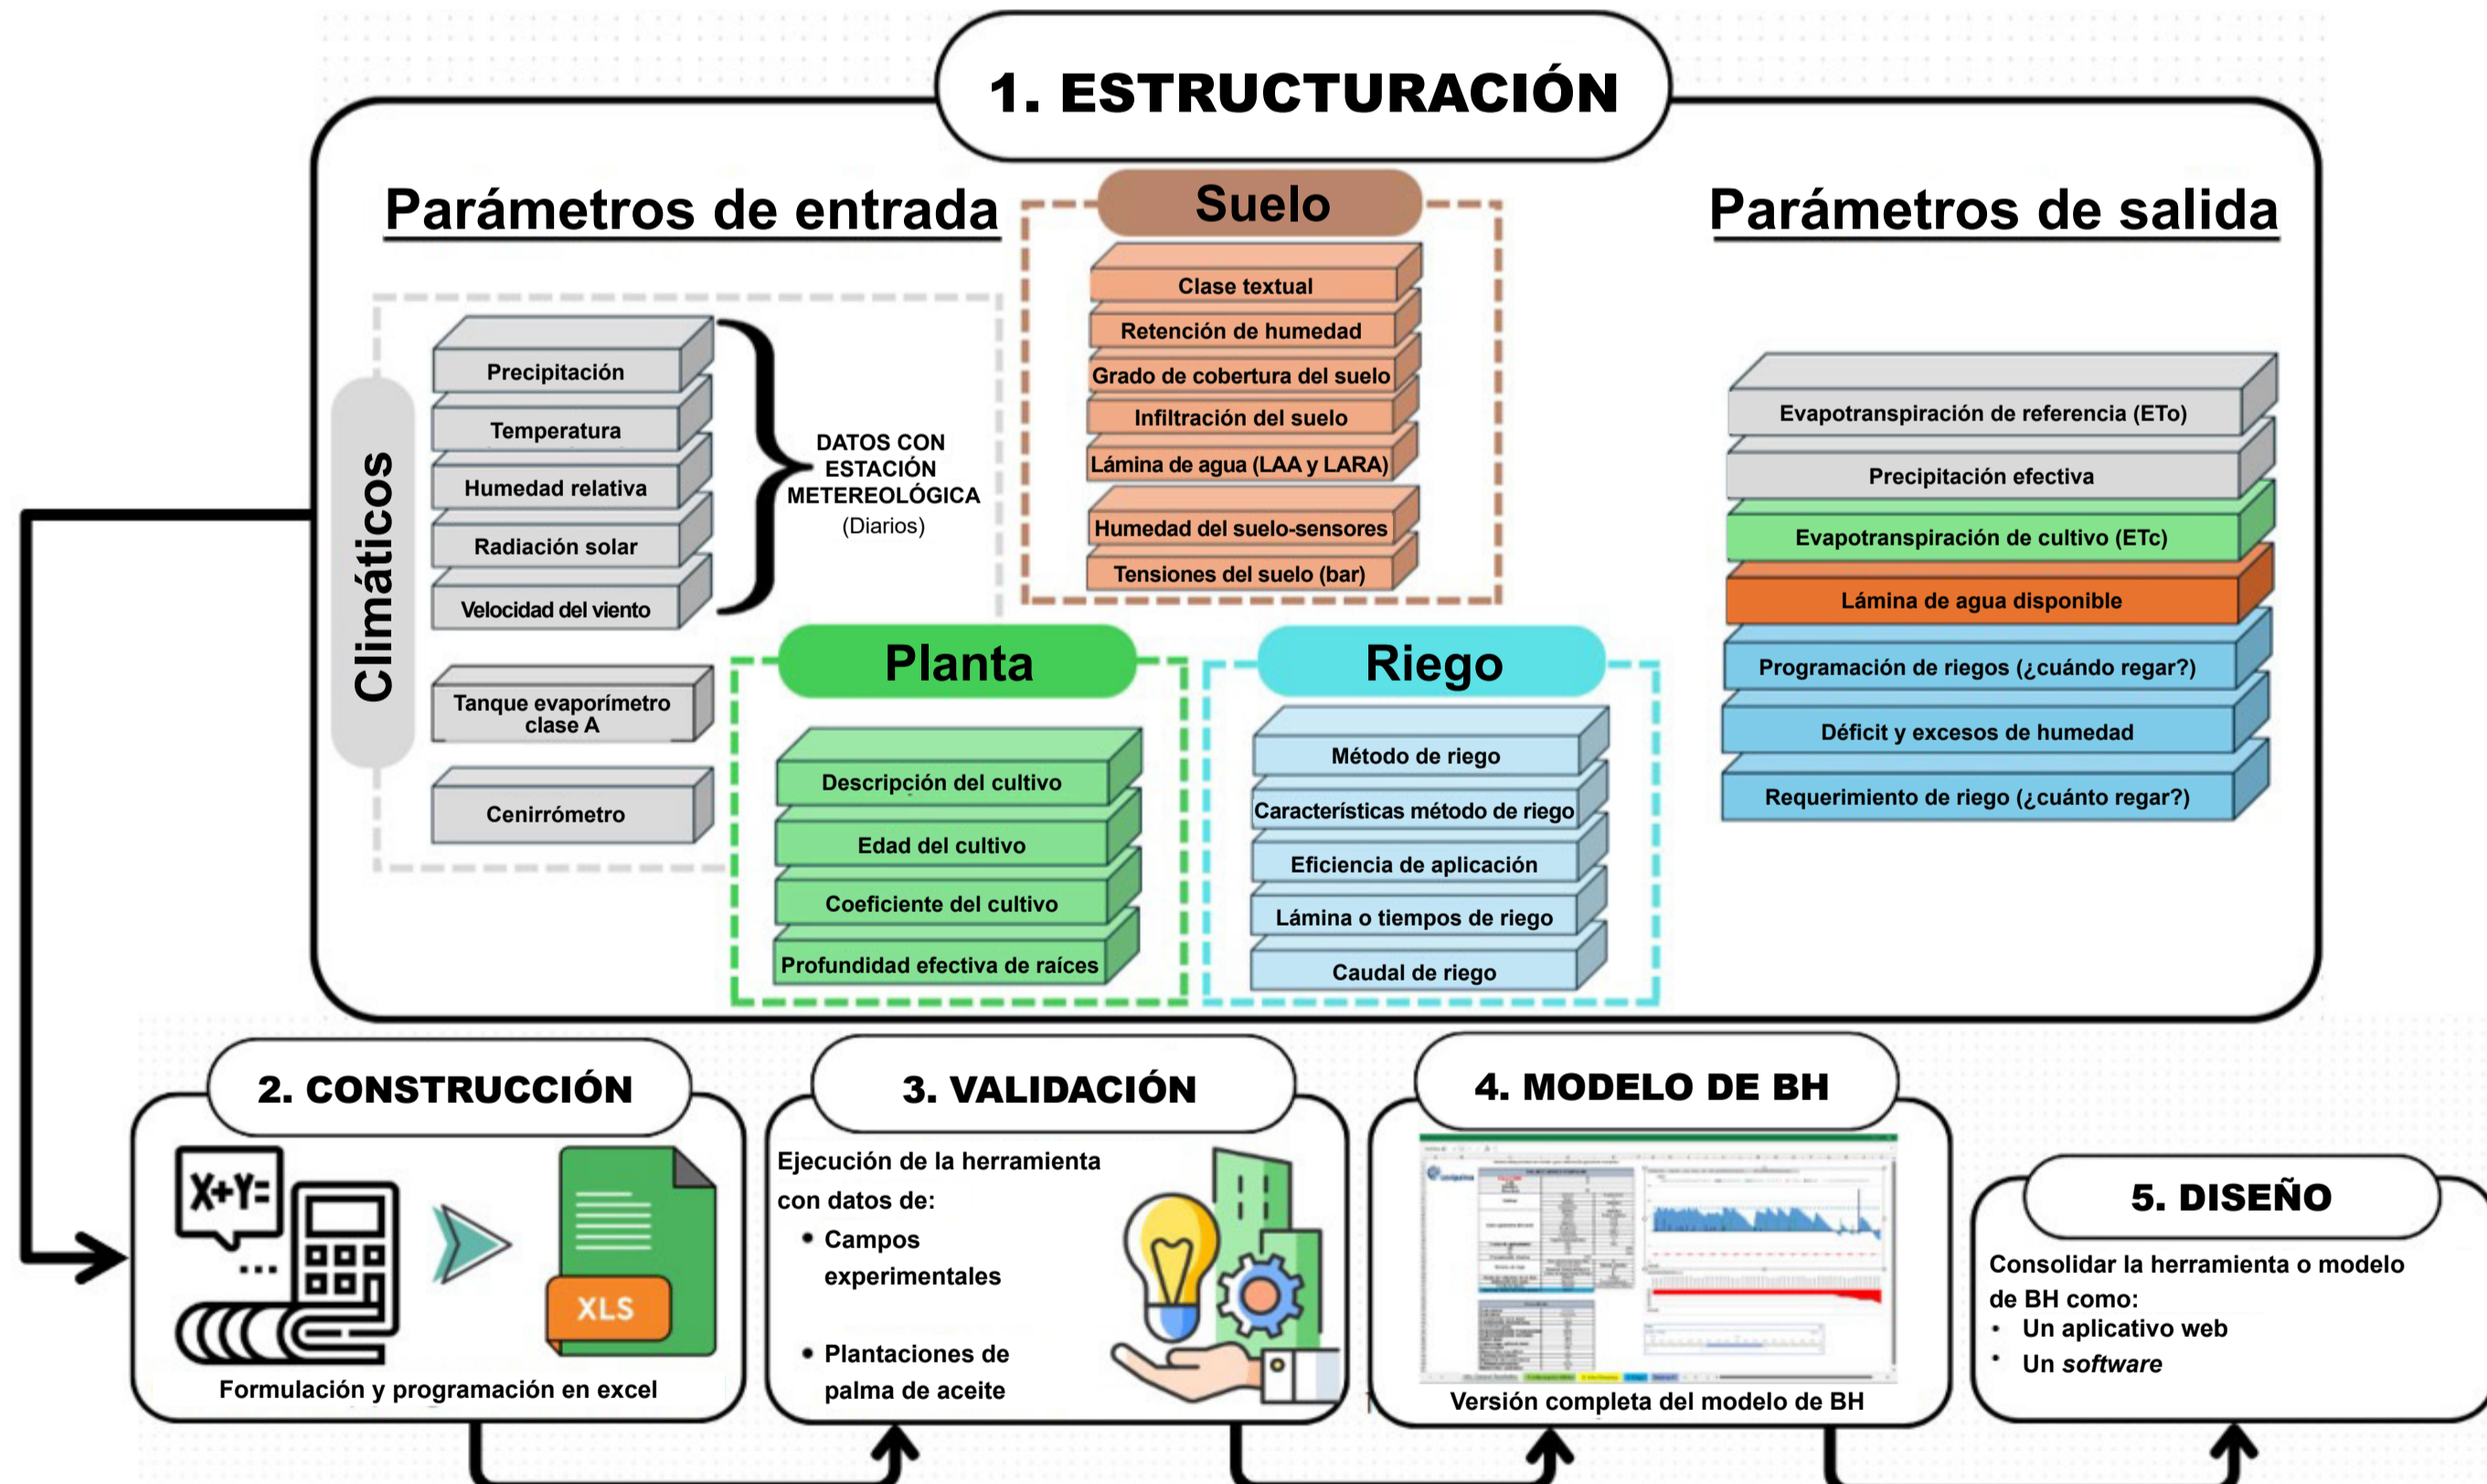 1. ESTRUCTURACIÓN
Parámetros de entrada
Climáticos
Precipitación
Temperatura
Humedad relativa
Radiación solar
Velocidad del viento
DATOS CON
ESTACIÓN
METEREOLÓGICA
(Diarios)
Tanque evaporímetro
clase A
Cenirrómetro
Suelo
Clase textual
Retención de humedad
Grado de cobertura del suelo
Infiltración del suelo
Lámina de agua (LAA y LARA)
Humedad del suelo-sensores
Tensiones del suelo (bar)
Planta
Descripción del cultivo
Edad del cultivo
Coeficiente del cultivo
Profundidad efectiva de raíces
Riego
Método de riego
Características método de riego
Eficiencia de aplicación
Lámina o tiempos de riego
Caudal de riego
Parámetros de salida
Evapotranspiración de referencia (ETo)
Precipitación efectiva
Evapotranspiración de cultivo (ETc)
Lámina de agua disponible
Programación de riegos (¿cuándo regar?)
Déficit y excesos de humedad
Requerimiento de riego (¿cuánto regar?)
2. CONSTRUCCIÓN
X+Y=
...
XLS
Formulación y programación en excel
3. VALIDACIÓN
Ejecución de la herramienta
con datos de:
• Campos
experimentales
• Plantaciones de
palma de aceite
4. MODELO DE BH
Versión completa del modelo de BH
5. DISEÑO
Consolidar la herramienta o modelo
de BH como:
· Un aplicativo web
· Un software